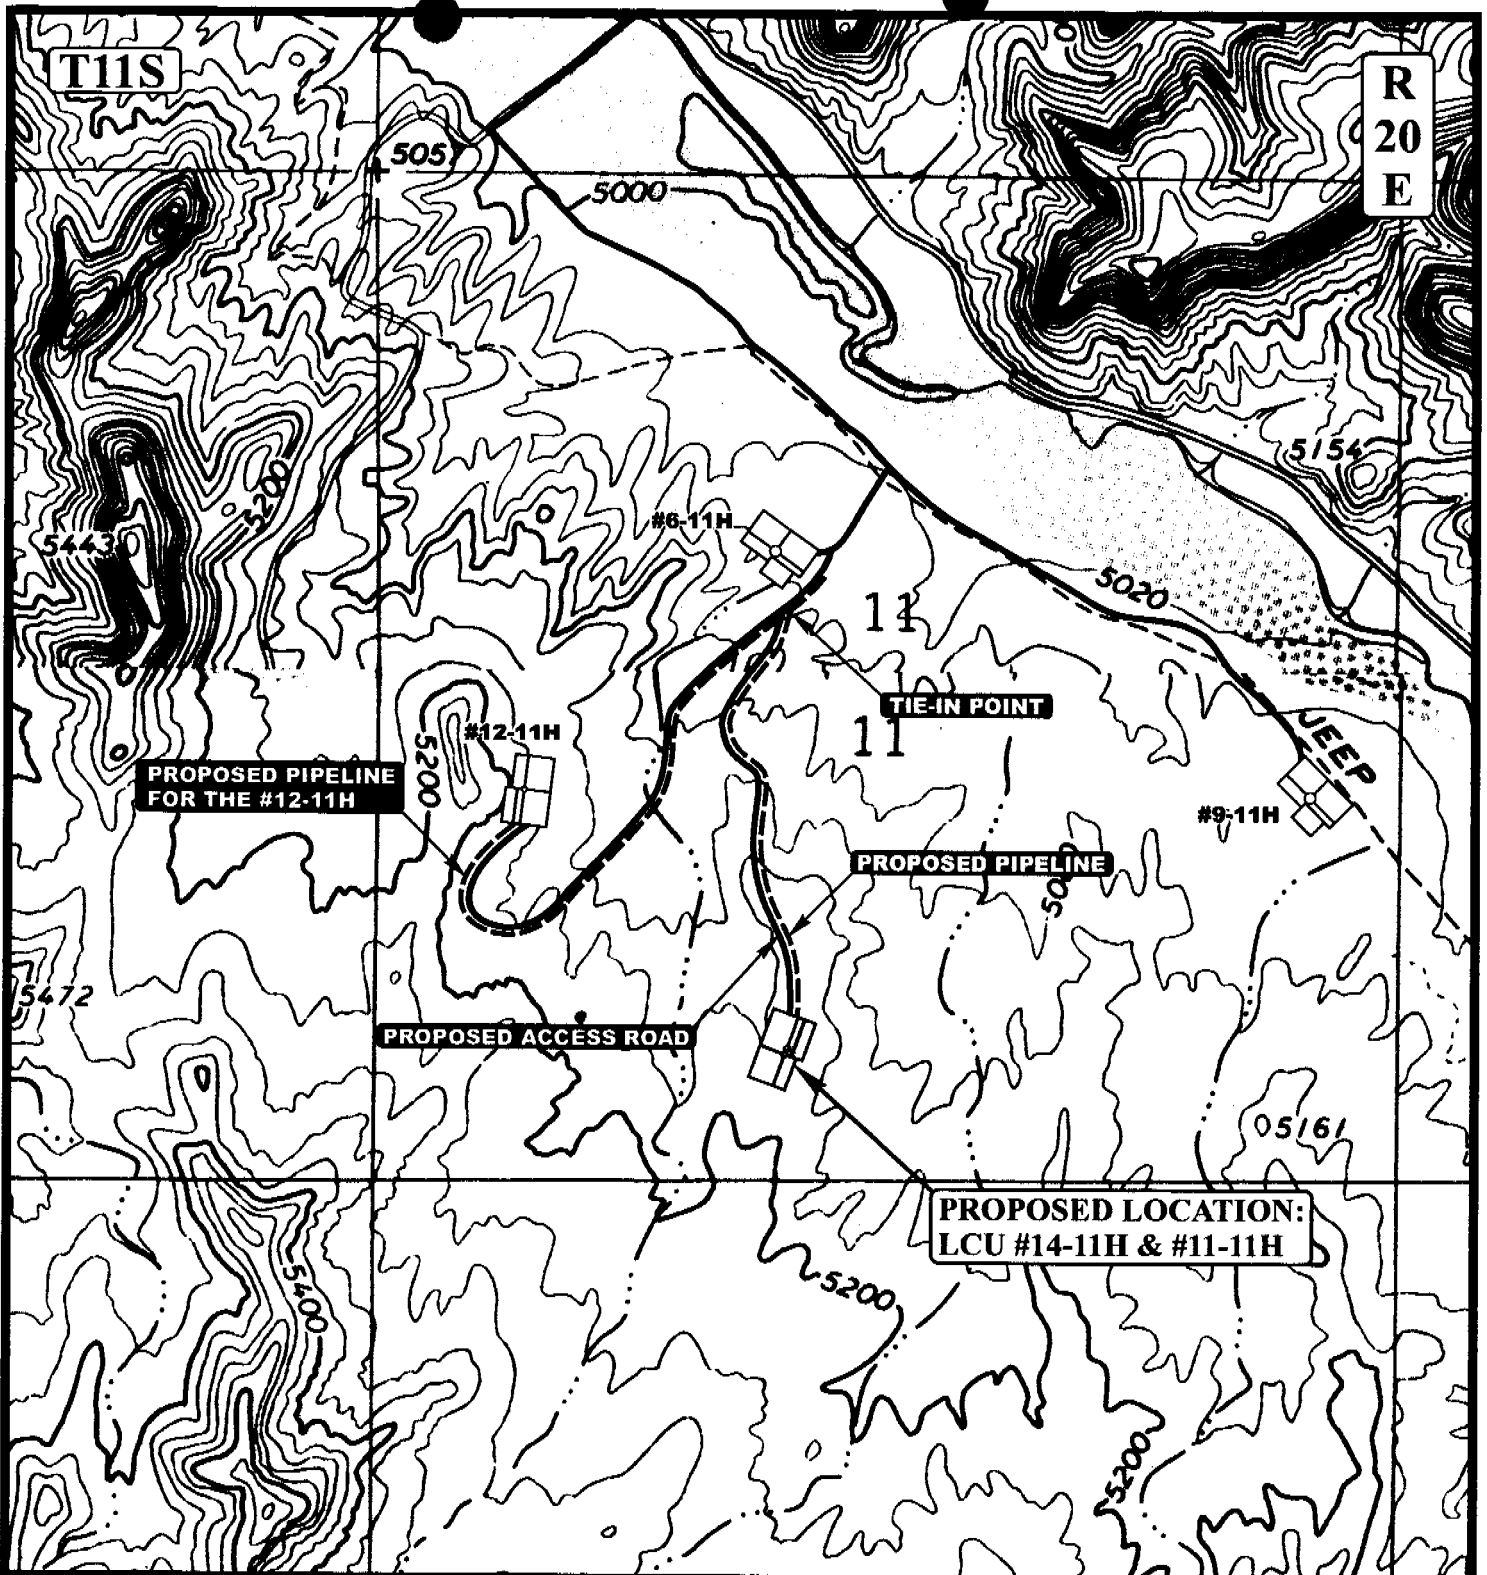 T11S
R
20
E
505
5000
5154
5200
#6-11H
5443
5020
11
TIE-IN POINT
#12-11H
11
JEEP
5200
PROPOSED PIPELINE
FOR THE #12-11H
#9-11H
PROPOSED PIPELINE
5472
PROPOSED ACCESS ROAD
5161
PROPOSED LOCATION:
LCU #14-11H & #11-11H
5200
5400
5200